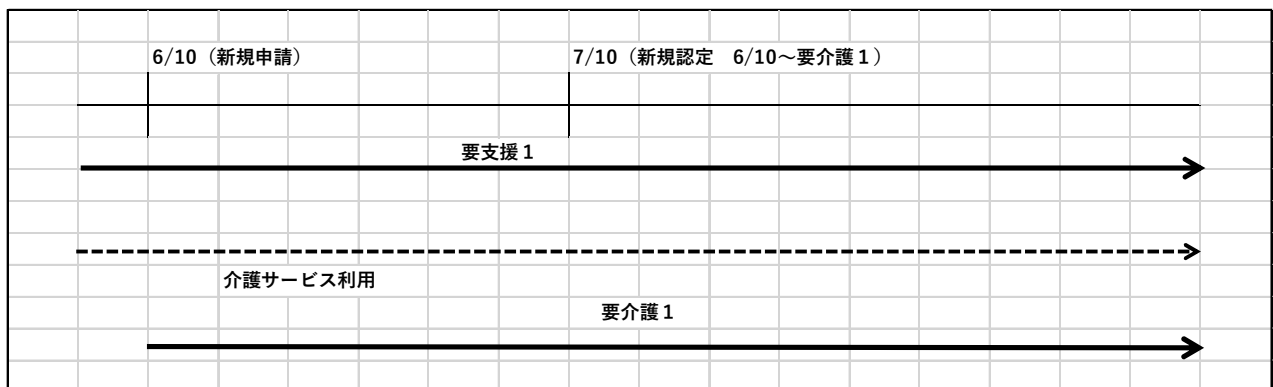 6/10（新規申請）
7/10（新規認定　6/10～要介護１）
要支援１
介護サービス利用
要介護１